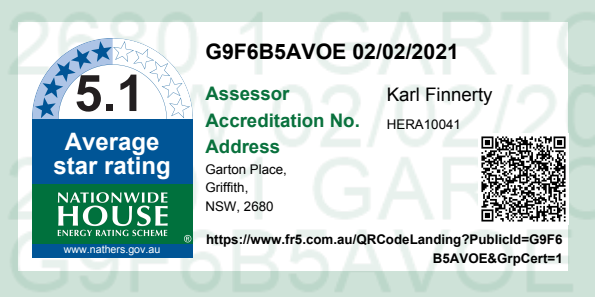 G9F6B5AVOE 02/02/2021
5.1
Average
star rating
NATIONWIDE
HOUSE
ENERGY RATING SCHEME
®
www.nathers.gov.au
Assessor Karl Finnerty
Accreditation No. HERA10041
Address
Garton Place,
Griffith,
NSW, 2680
https://www.fr5.com.au/QRCodeLanding?PublicId=G9F6
B5AVOE&GrpCert=1